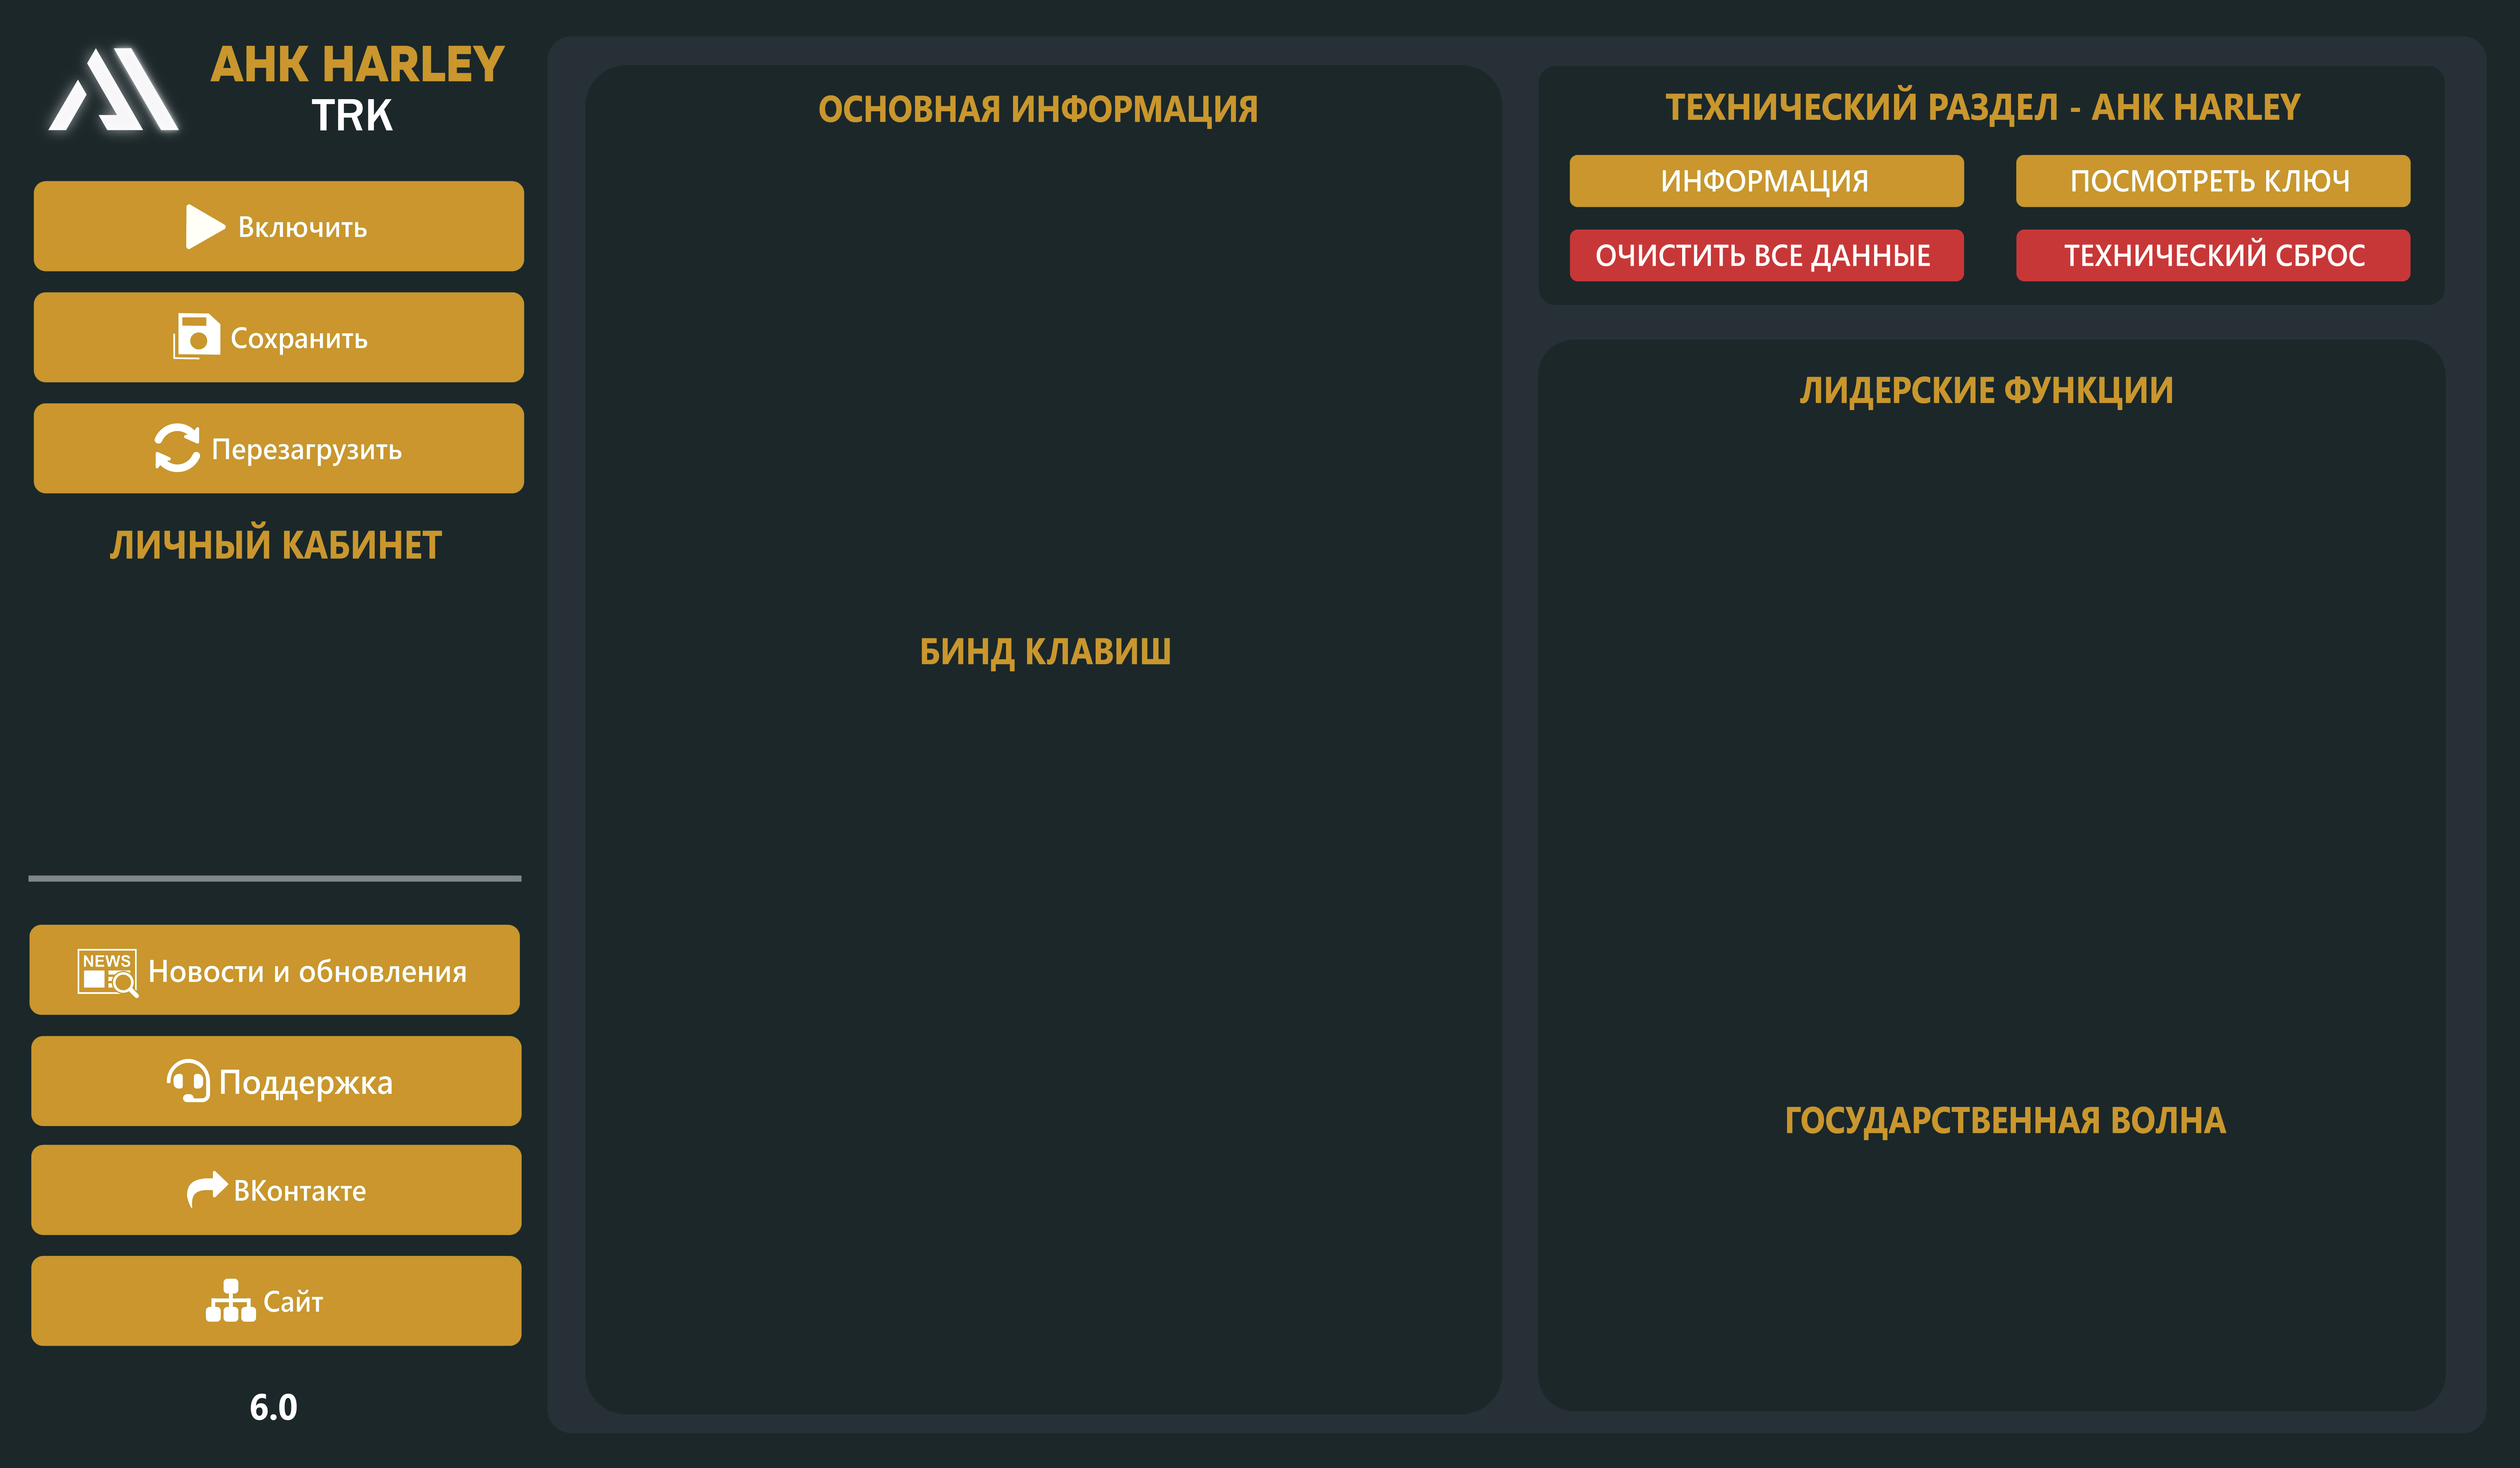 AHK HARLEY
TRK
Включить
Сохранить
Перезагрузить
ЛИЧНЫЙ КАБИНЕТ
NEWS
Новости и обновления
Поддержка
ВКонтакте
Сайт
6.0
ОСНОВНАЯ ИНФОРМАЦИЯ
БИНД КЛАВИШ
ТЕХНИЧЕСКИЙ РАЗДЕЛ - AHK HARLEY
ИНФОРМАЦИЯ
ПОСМОТРЕТЬ КЛЮЧ
ОЧИСТИТЬ ВСЕ ДАННЫЕ
ТЕХНИЧЕСКИЙ СБРОС
ЛИДЕРСКИЕ ФУНКЦИИ
ГОСУДАРСТВЕННАЯ ВОЛНА